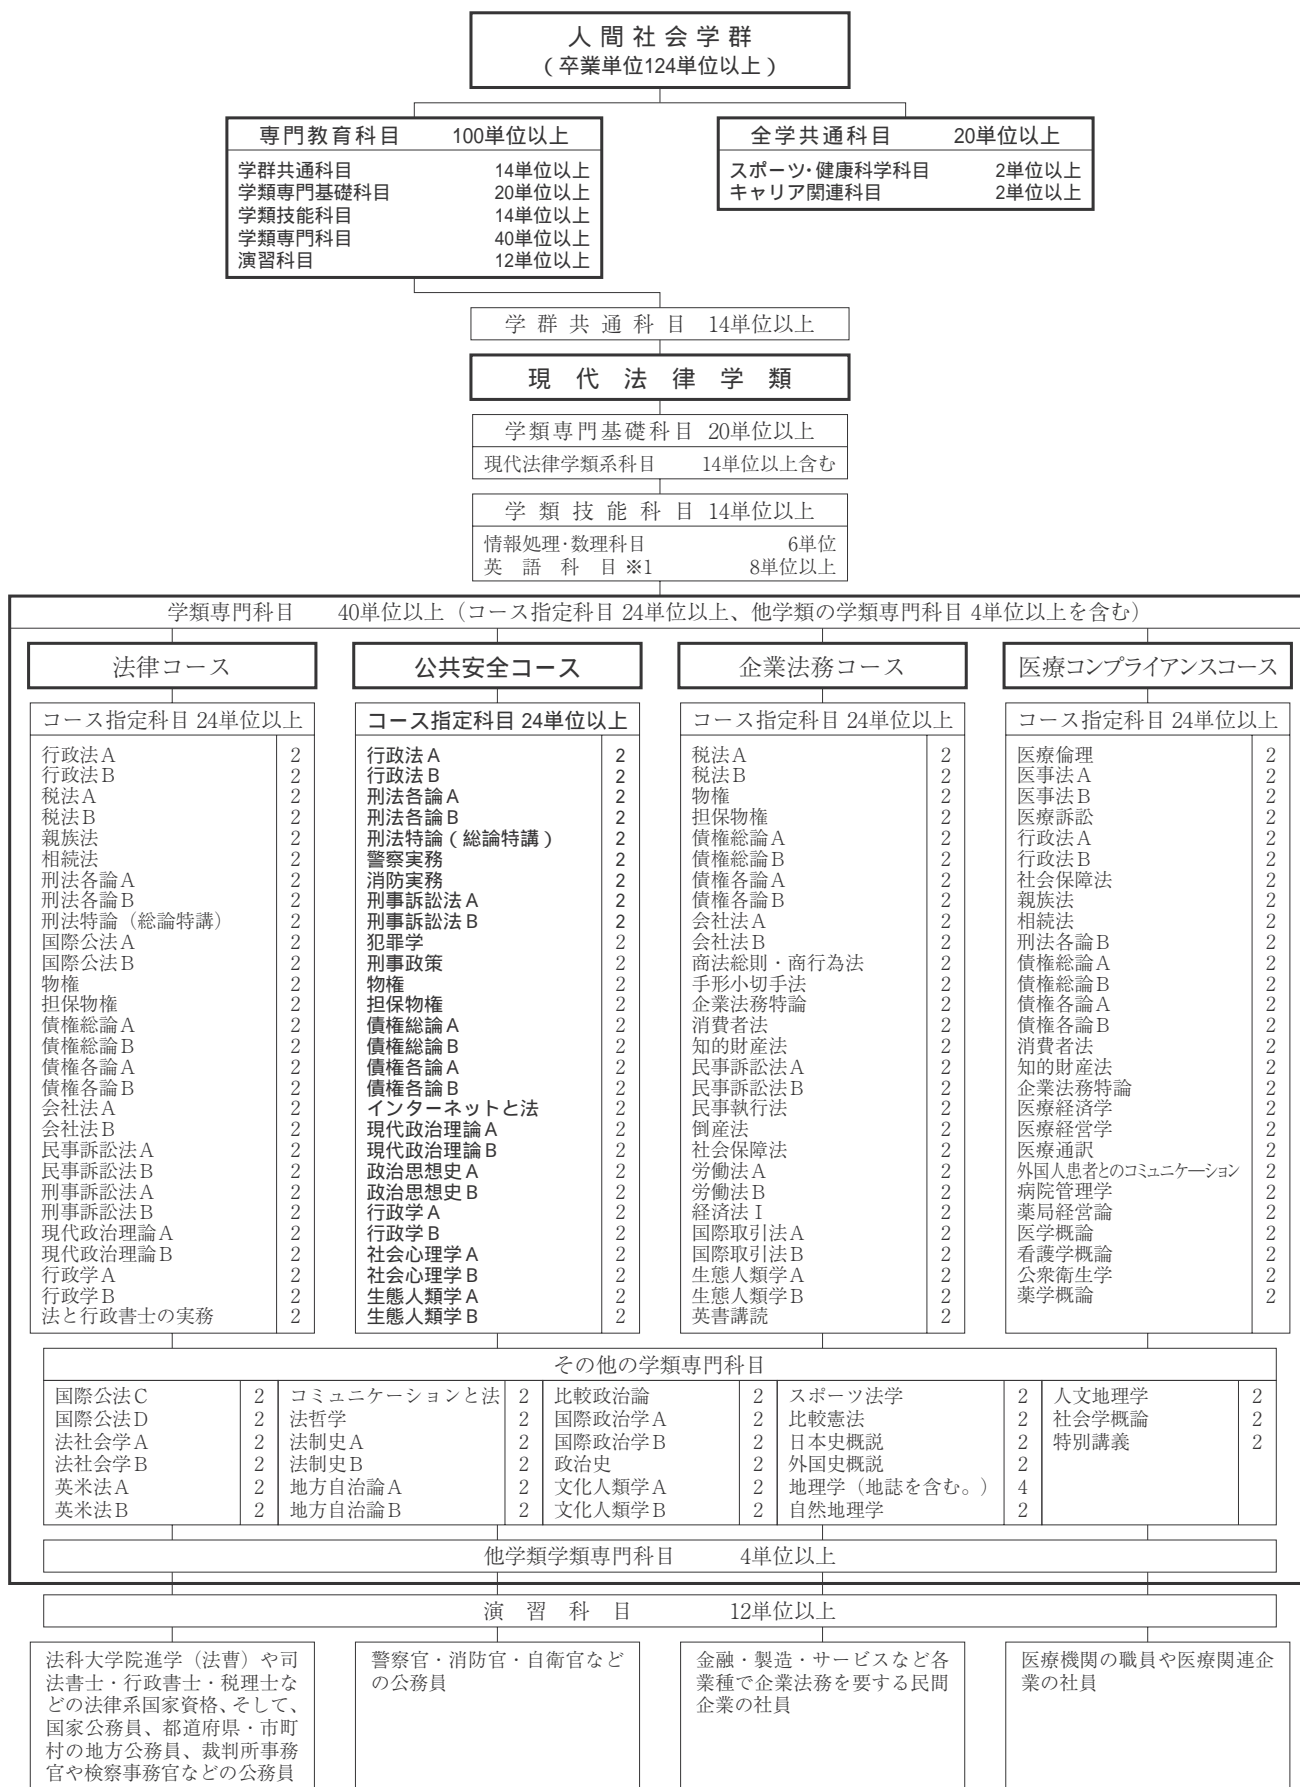 人間社会学群
（卒業単位124単位以上）
専門教育科目 100単位以上
学群共通科目 14単位以上
学類専門基礎科目 20単位以上
学類技能科目 14単位以上
学類専門科目 40単位以上
演習科目 12単位以上
全学共通科目 20単位以上
スポーツ・健康科学科目 2単位以上
キャリア関連科目 2単位以上
学群共通科目 14単位以上
現代法律学類
学類専門基礎科目 20単位以上
現代法律学類系科目 14単位以上含む
学類技能科目 14単位以上
情報処理・数理科目 6単位
英語科目※1 8単位以上
学類専門科目 40単位以上（コース指定科目 24単位以上、他学類の学類専門科目 4単位以上を含む）
法律コース
コース指定科目 24単位以上
行政法A 2
行政法B 2
税法A 2
税法B 2
親族法 2
相続法 2
刑法各論A 2
刑法各論B 2
刑法特論（総論特講） 2
国際公法A 2
国際公法B 2
物権 2
担保物権 2
債権総論A 2
債権総論B 2
債権各論A 2
債権各論B 2
会社法A 2
会社法B 2
民事訴訟法A 2
民事訴訟法B 2
刑事訴訟法A 2
刑事訴訟法B 2
現代政治理論A 2
現代政治理論B 2
行政学A 2
行政学B 2
法と行政書士の実務 2
公共安全コース
コース指定科目 24単位以上
行政法A 2
行政法B 2
刑法各論A 2
刑法各論B 2
刑法特論（総論特講） 2
警察実務 2
消防実務 2
刑事訴訟法A 2
刑事訴訟法B 2
犯罪学 2
刑事政策 2
物権 2
担保物権 2
債権総論A 2
債権総論B 2
債権各論A 2
債権各論B 2
インターネットと法 2
現代政治理論A 2
現代政治理論B 2
政治思想史A 2
政治思想史B 2
行政学A 2
行政学B 2
社会心理学A 2
社会心理学B 2
生態人類学A 2
生態人類学B 2
企業法務コース
コース指定科目 24単位以上
税法A 2
税法B 2
物権 2
担保物権 2
債権総論A 2
債権総論B 2
債権各論A 2
債権各論B 2
会社法A 2
会社法B 2
商法総則・商行為法 2
手形小切手法 2
企業法務特論 2
消費者法 2
知的財産法 2
民事訴訟法A 2
民事訴訟法B 2
民事執行法 2
倒産法 2
社会保障法 2
労働法A 2
労働法B 2
経済法I 2
国際取引法A 2
国際取引法B 2
生態人類学A 2
生態人類学B 2
英書講読 2
医療コンプライアンスコース
コース指定科目 24単位以上
医療倫理 2
医事法A 2
医事法B 2
医療訴訟 2
行政法A 2
行政法B 2
社会保障法 2
親族法 2
相続法 2
刑法各論B 2
債権総論A 2
債権総論B 2
債権各論A 2
債権各論B 2
消費者法 2
知的財産法 2
企業法務特論 2
医療経済学 2
医療経営学 2
医療通訳 2
外国人患者とのコミュニケーション 2
病院管理学 2
薬局経営論 2
医学概論 2
看護学概論 2
公衆衛生学 2
薬学概論 2
その他の学類専門科目
国際公法C 2
国際公法D 2
法社会学A 2
法社会学B 2
英米法A 2
英米法B 2
コミュニケーションと法 2
法哲学 2
法制史A 2
法制史B 2
地方自治論A 2
地方自治論B 2
比較政治論 2
国際政治学A 2
国際政治学B 2
政治史 2
文化人類学A 2
文化人類学B 2
スポーツ法学 2
比較憲法 2
日本史概説 2
外国史概説 2
地理学（地誌を含む。） 4
自然地理学 2
人文地理学 2
社会学概論 2
特別講義 2
他学類学類専門科目 4単位以上
演習科目 12単位以上
法科大学院進学（法曹）や司
法書士・行政書士・税理士な
どの法律系国家資格、そして、
国家公務員、都道府県・市町
村の地方公務員、裁判所事務
官や検察事務官などの公務員
警察官・消防官・自衛官など
の公務員
金融・製造・サービスなど各
業種で企業法務を要する民間
企業の社員
医療機関の職員や医療関連企
業の社員